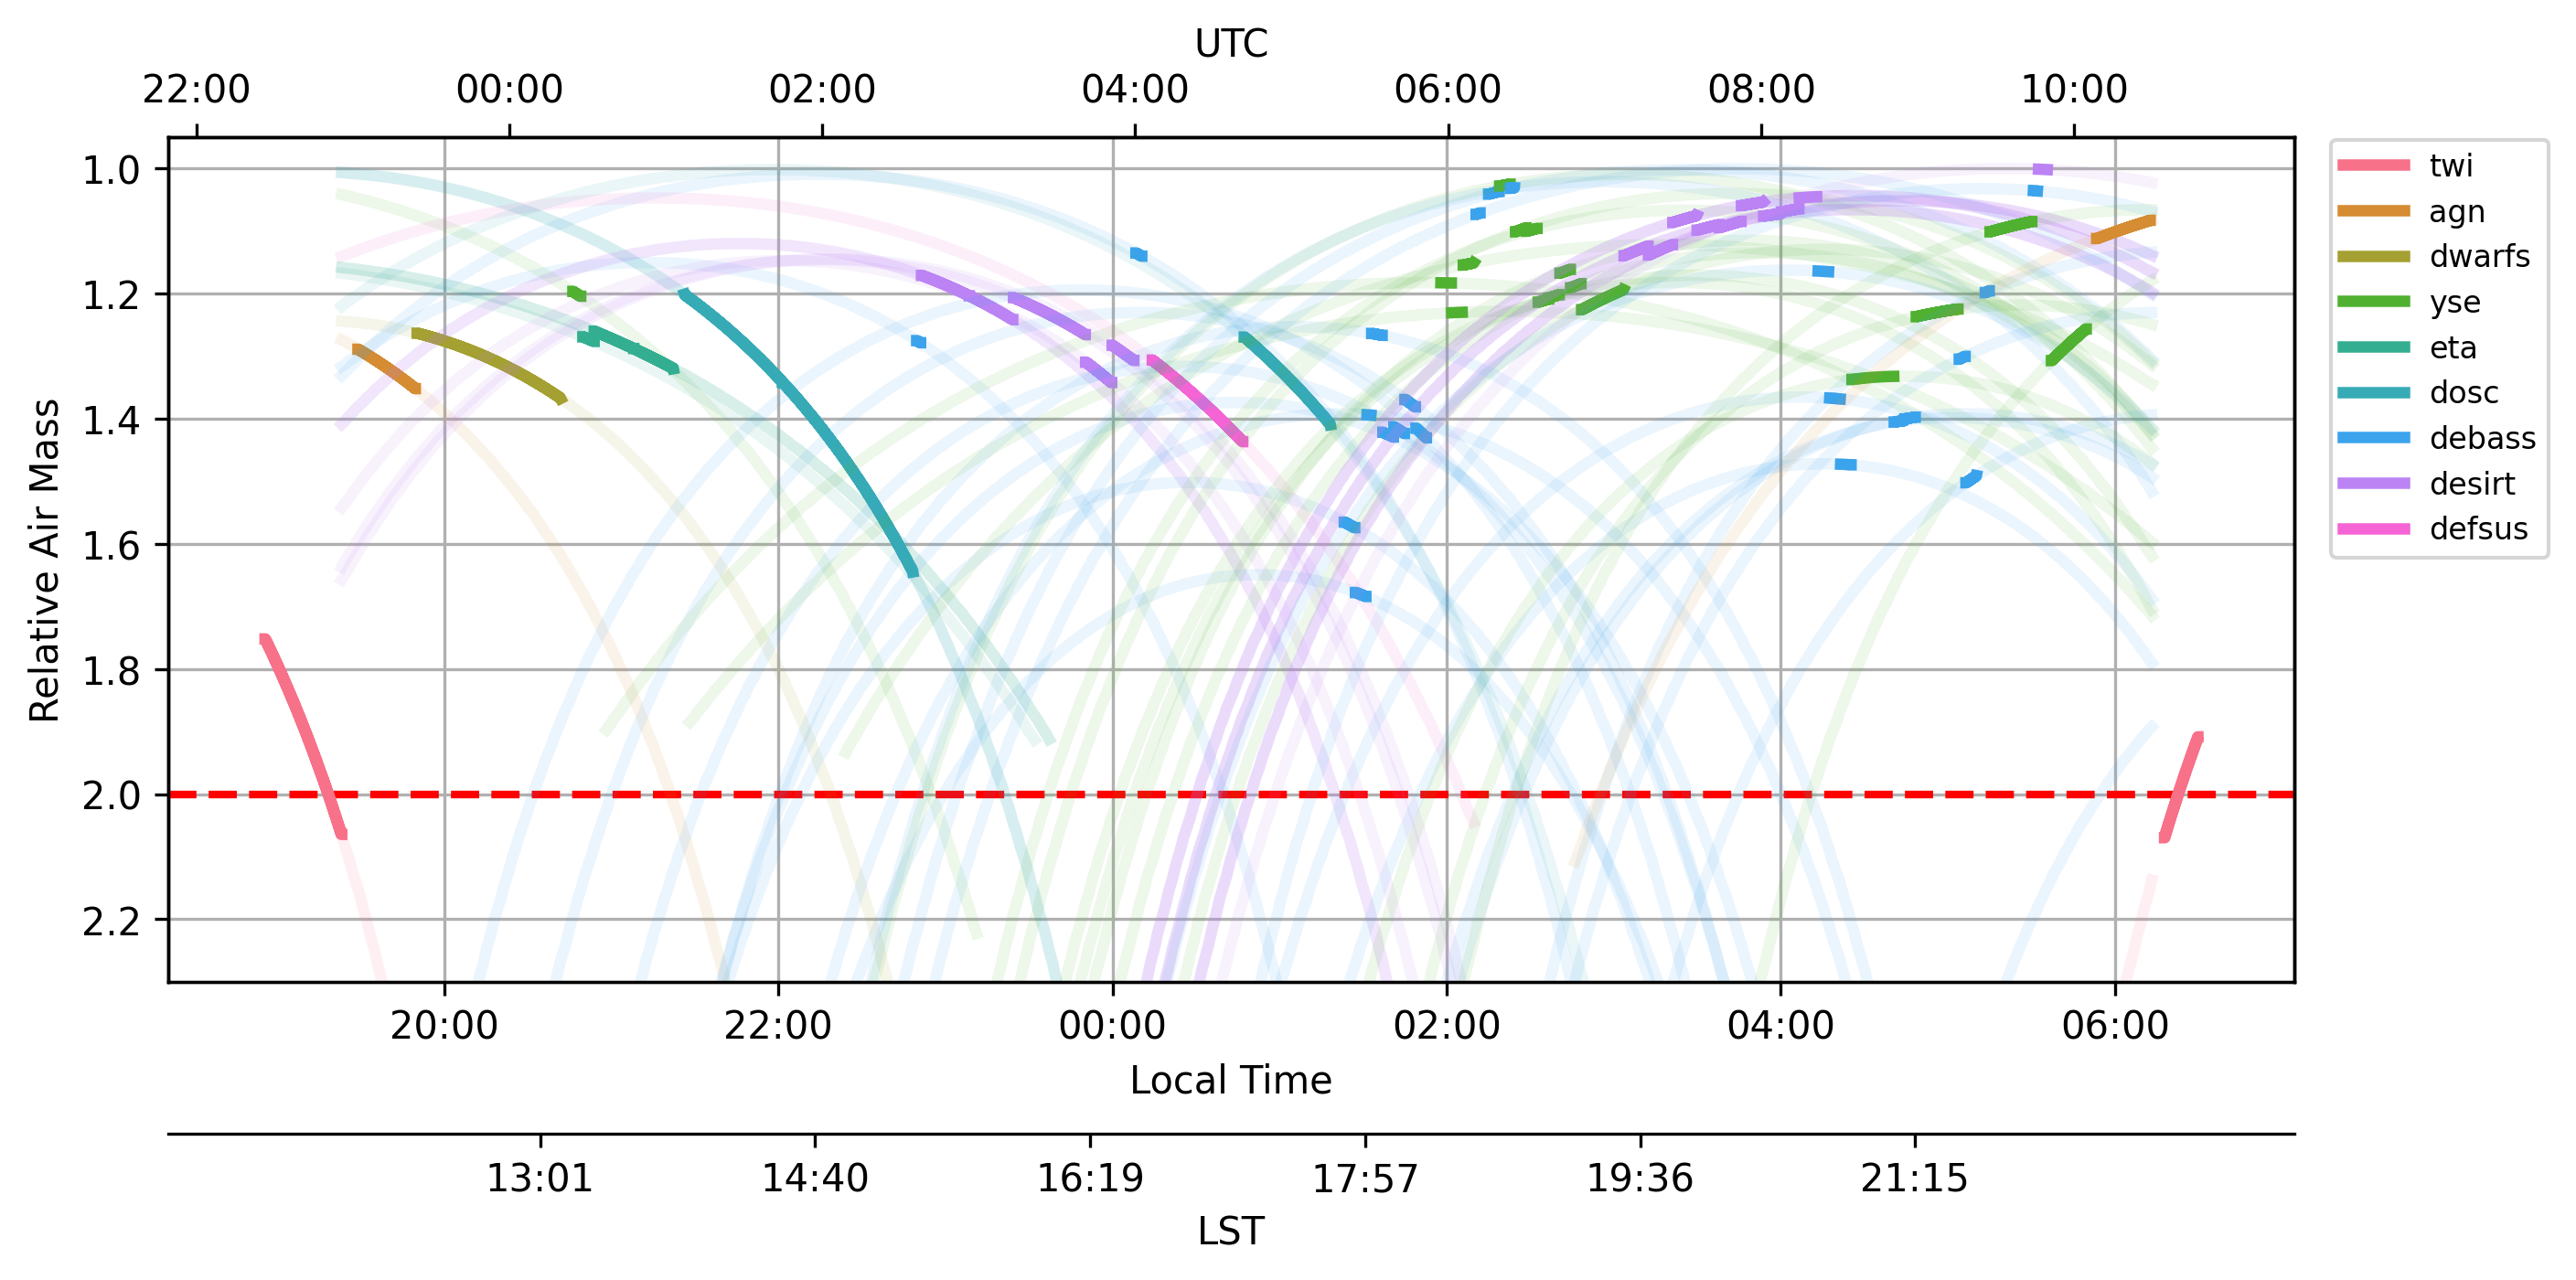 UTC
22:00 00:00 02:00 04:00 06:00 08:00 10:00
Relative Air Mass
1.0
1.2
1.4
1.6
1.8
2.0
2.2
twi
agn
dwarfs
yse
eta
dosc
debass
desirt
defsus
20:00 22:00 00:00 02:00 04:00 06:00
Local Time
13:01 14:40 16:19 17:57 19:36 21:15
LST